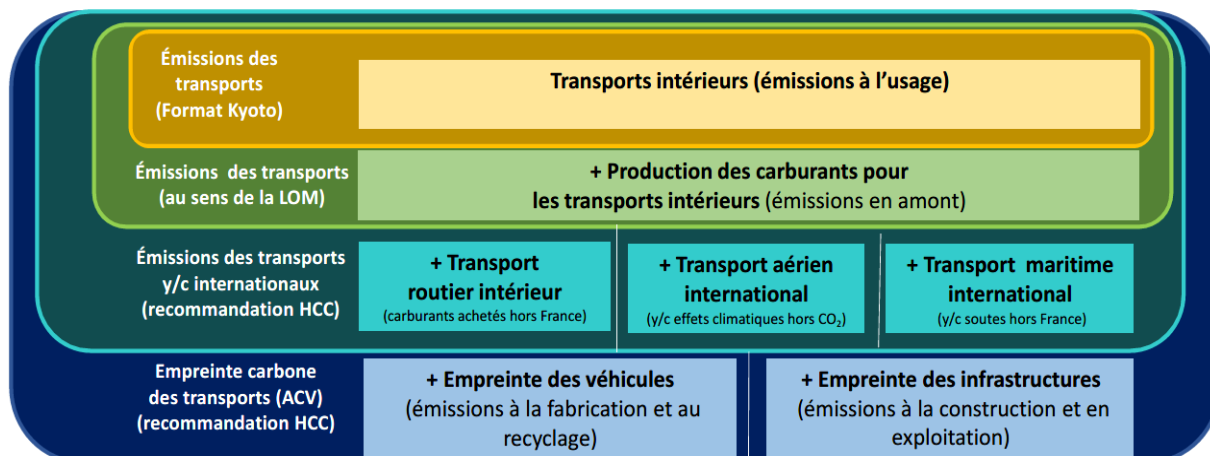 Émissions des
transports
(Format Kyoto)
Transports intérieurs (émissions à l’usage)
Émissions des transports
(au sens de la LOM)
+ Production des carburants pour
les transports intérieurs (émissions en amont)
Émissions des transports
y/c internationaux
(recommandation HCC)
+ Transport
routier intérieur
(carburants achetés hors France)
+ Transport aérien
international
(y/c effets climatiques hors CO₂)
+ Transport maritime
international
(y/c soutes hors France)
Empreinte carbone
des transports (ACV)
(recommandation HCC)
+ Empreinte des véhicules
(émissions à la fabrication et au
recyclage)
+ Empreinte des infrastructures
(émissions à la construction et en
exploitation)